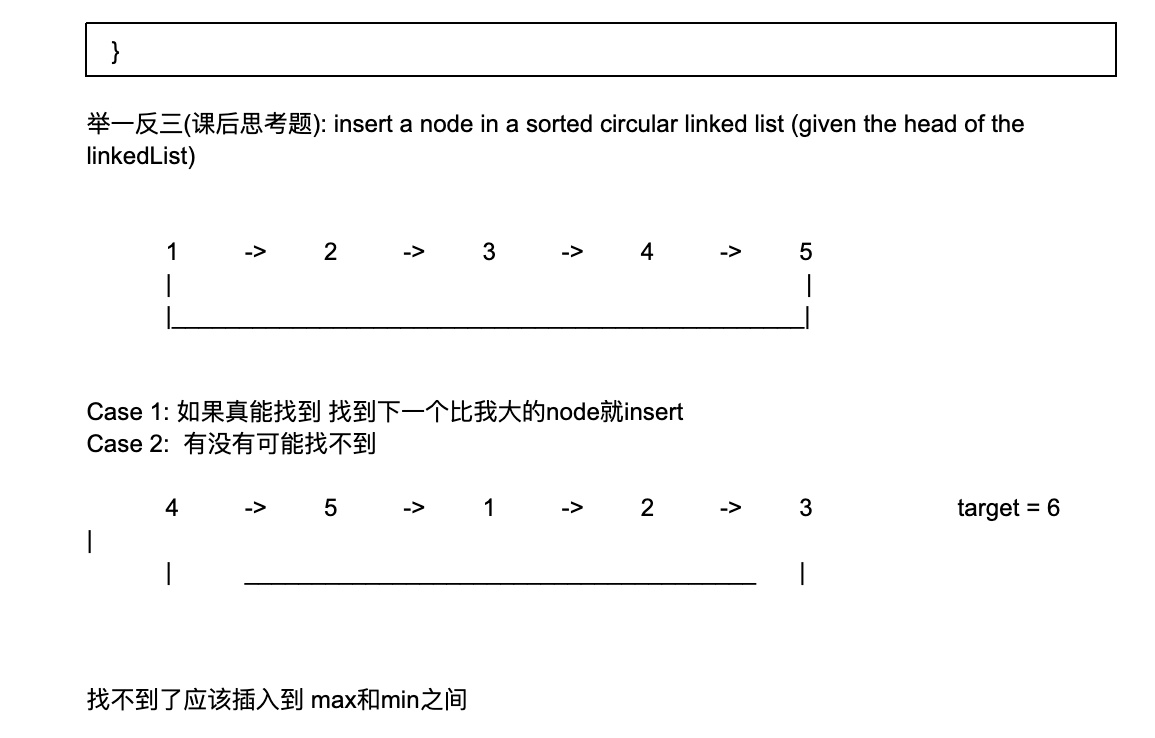 }
举一反三(课后思考题): insert a node in a sorted circular linked list (given the head of the
linkedList)
1 -> 2 -> 3 -> 4 -> 5
| |
|_______________________________________________|
Case 1: 如果真能找到 找到下一个比我大的node就insert
Case 2: 有没有可能找不到
4 -> 5 -> 1 -> 2 -> 3 target = 6
|
| ______________________________________ |
找不到了应该插入到 max和min之间